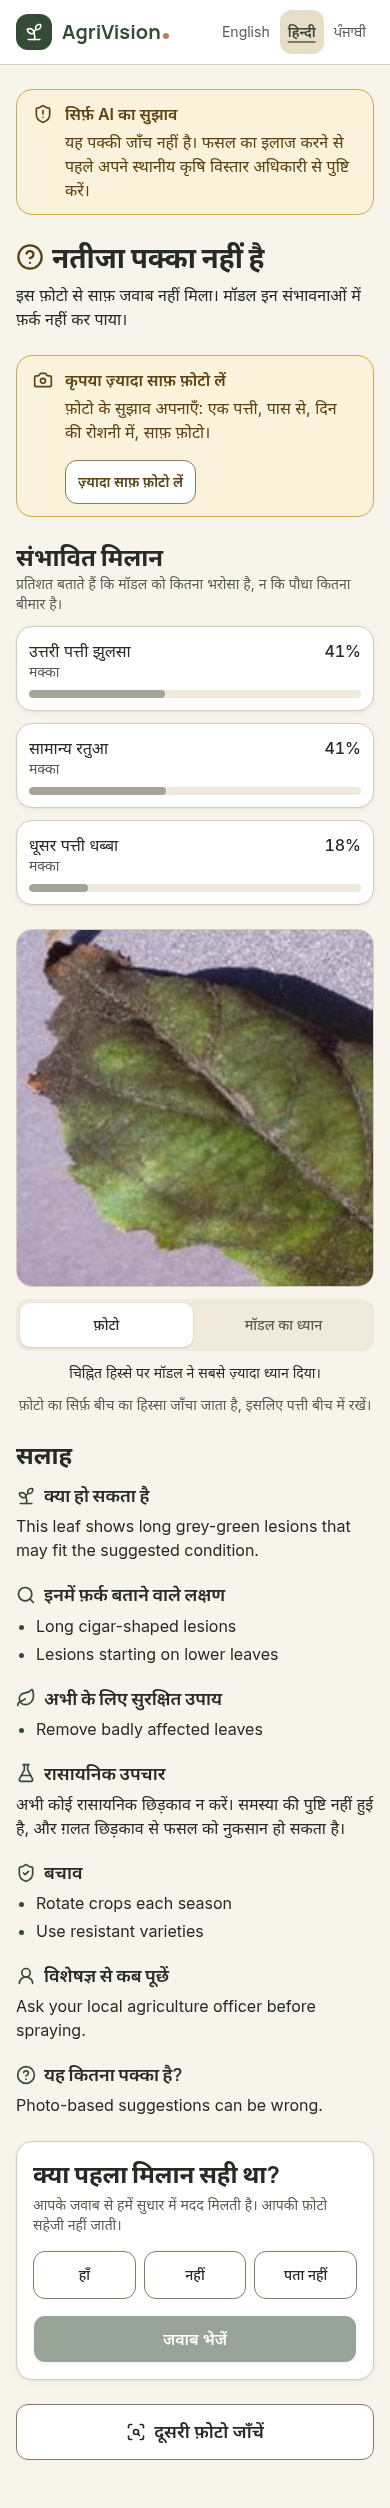 AgriVision
English हिन्दी ਪੰਜਾਬੀ
सिर्फ़ AI का सुझाव
यह पक्की जाँच नहीं है। फसल का इलाज करने से
पहले अपने स्थानीय कृषि विस्तार अधिकारी से पुष्टि
करें।
नतीजा पक्का नहीं है
इस फ़ोटो से साफ़ जवाब नहीं मिला। मॉडल इन संभावनाओं में
फ़र्क नहीं कर पाया।
कृपया ज़्यादा साफ़ फ़ोटो लें
फ़ोटो के सुझाव अपनाएँ: एक पत्ती, पास से, दिन
की रोशनी में, साफ़ फ़ोटो।
ज़्यादा साफ़ फ़ोटो लें
संभावित मिलान
प्रतिशत बताते हैं कि मॉडल को कितना भरोसा है, न कि पौधा कितना
बीमार है।
उत्तरी पत्ती झुलसा 41%
मक्का
सामान्य रतुआ 41%
मक्का
धूसर पत्ती धब्बा 18%
मक्का
फ़ोटो मॉडल का ध्यान
चिह्नित हिस्से पर मॉडल ने सबसे ज़्यादा ध्यान दिया।
फ़ोटो का सिर्फ़ बीच का हिस्सा जाँचा जाता है, इसलिए पत्ती बीच में रखें।
सलाह
क्या हो सकता है
This leaf shows long grey-green lesions that
may fit the suggested condition.
इनमें फ़र्क बताने वाले लक्षण
• Long cigar-shaped lesions
• Lesions starting on lower leaves
अभी के लिए सुरक्षित उपाय
• Remove badly affected leaves
रासायनिक उपचार
अभी कोई रासायनिक छिड़काव न करें। समस्या की पुष्टि नहीं हुई
है, और ग़लत छिड़काव से फसल को नुकसान हो सकता है।
बचाव
• Rotate crops each season
• Use resistant varieties
विशेषज्ञ से कब पूछें
Ask your local agriculture officer before
spraying.
यह कितना पक्का है?
Photo-based suggestions can be wrong.
क्या पहला मिलान सही था?
आपके जवाब से हमें सुधार में मदद मिलती है। आपकी फ़ोटो
सहेजी नहीं जाती।
हाँ नहीं पता नहीं
जवाब भेजें
दूसरी फ़ोटो जाँचें